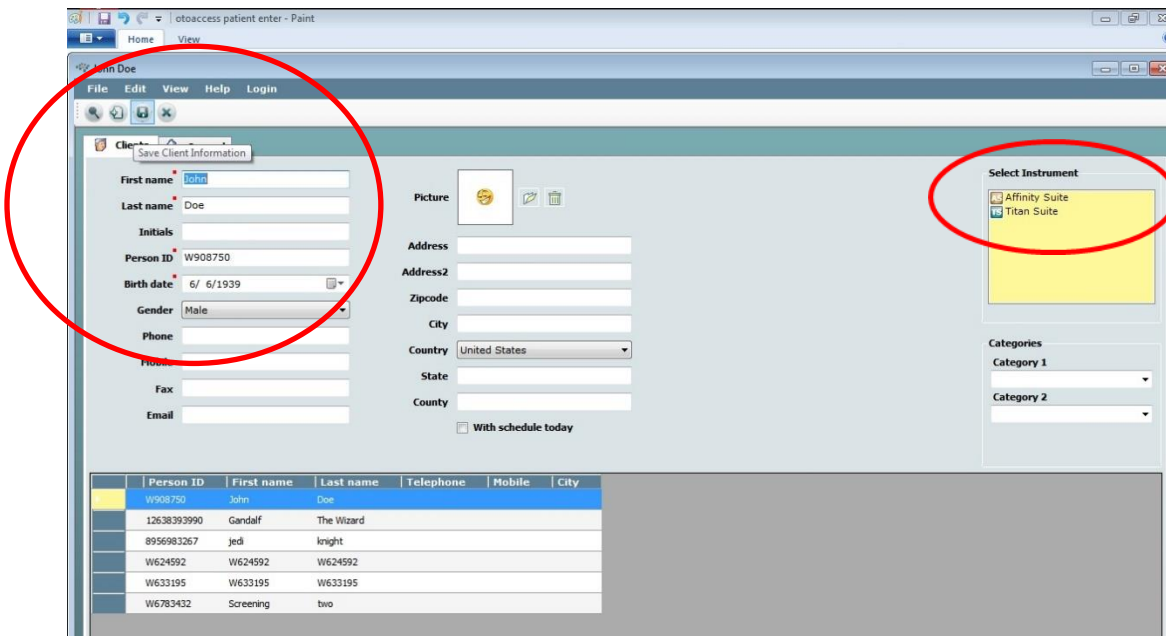 otoaccess patient enter - Paint
Home View
John Doe
File Edit View Help Login
Clients
Save Client Information
First name John
Last name Doe
Initials
Person ID W908750
Birth date 6/ 6/1939
Gender Male
Phone
Mobile
Fax
Email
Picture
Address
Address2
Zipcode
City
Country United States
State
County
With schedule today
Select Instrument
Affinity Suite
TS Titan Suite
Categories
Category 1
Category 2
Person ID First name Last name Telephone Mobile City
W908750 John Doe
12638393990 Gandalf The Wizard
8956983267 jedi knight
W624592 W624592 W624592
W633195 W633195 W633195
W6783432 Screening two